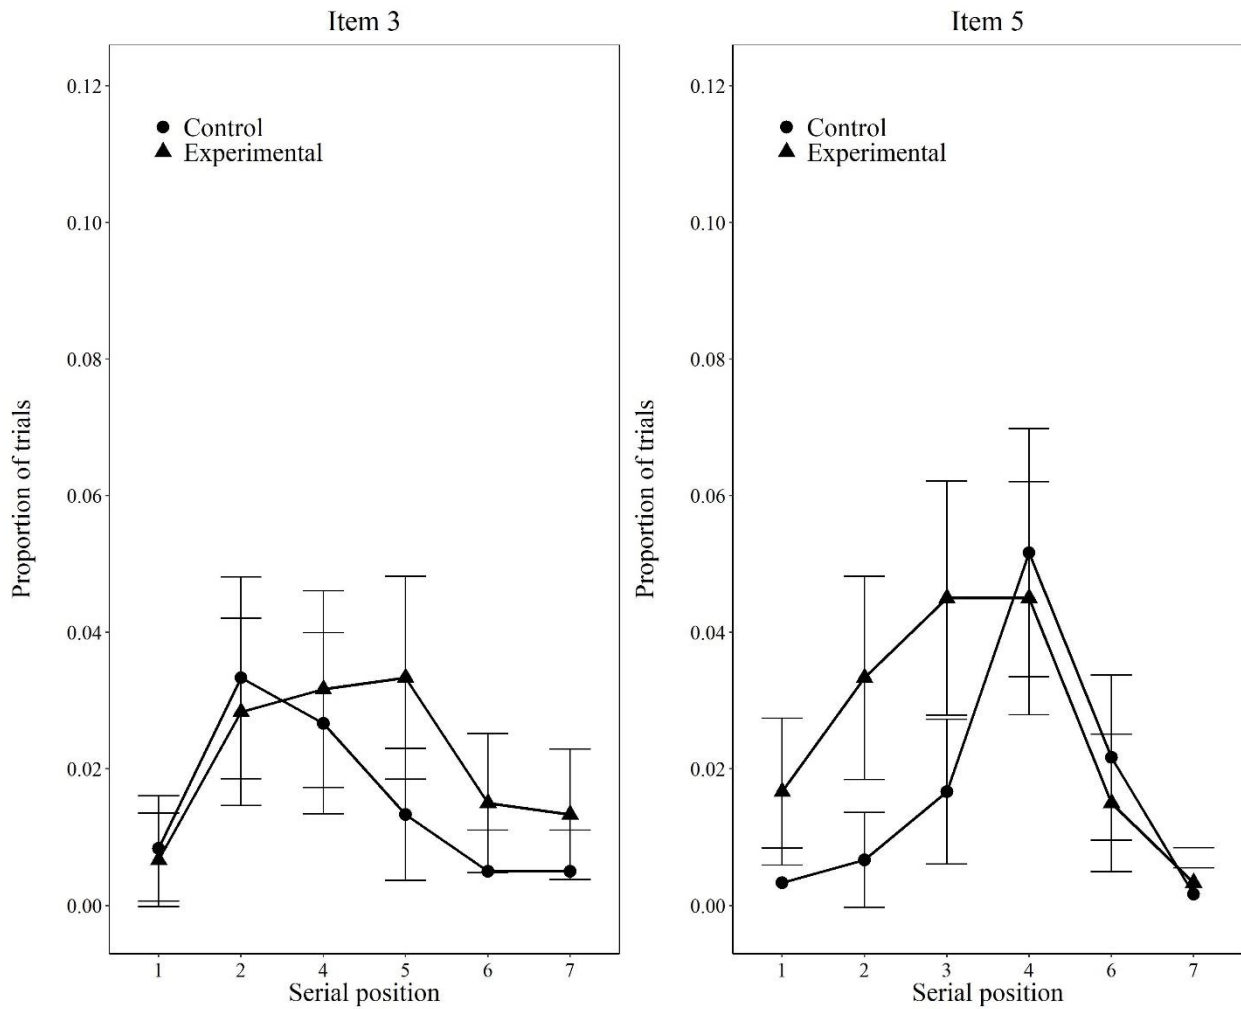 Item 3
Control
Experimental
0.12
0.10
0.08
0.06
0.04
0.02
0.00
Proportion of trials
1 2 4 5 6 7
Serial position
Item 5
Control
Experimental
0.12
0.10
0.08
0.06
0.04
0.02
0.00
Proportion of trials
1 2 3 4 6 7
Serial position